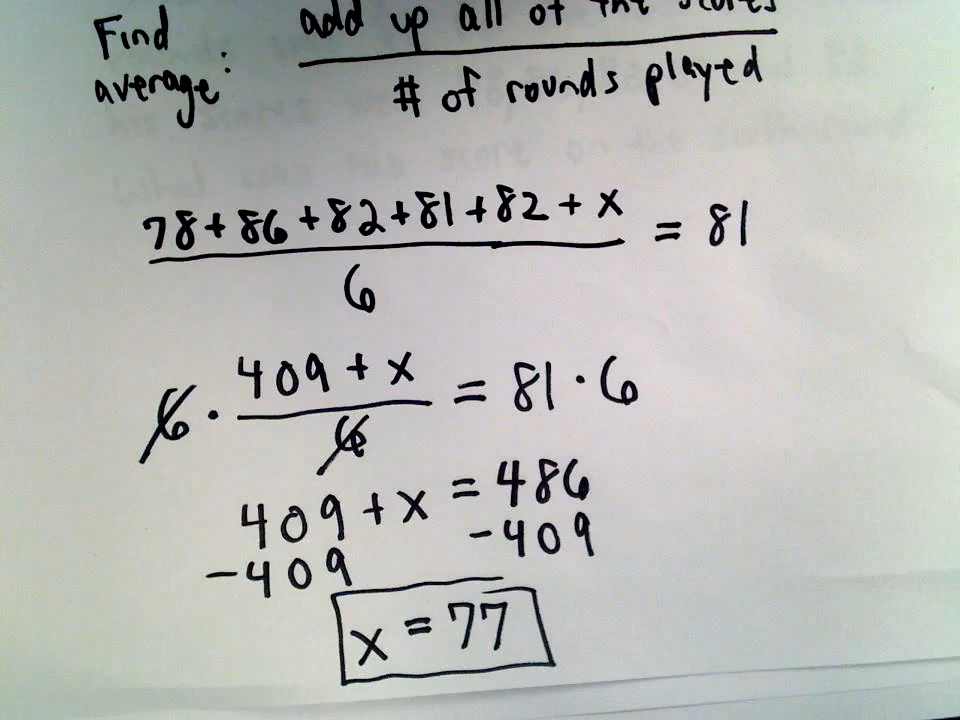 Find average: add up all of the scores / # of rounds played
78+86+82+81+82+x / 6 = 81
6 · 409+x / 6 = 81·6
409+x = 486
-409 -409
x = 77